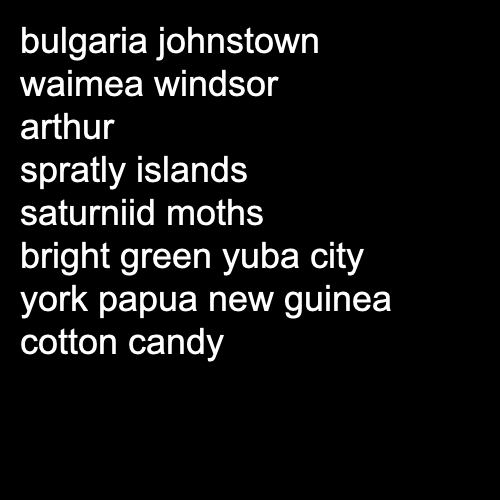 bulgaria johnstown
waimea windsor
arthur
spratly islands
saturniid moths
bright green yuba city
york papua new guinea
cotton candy